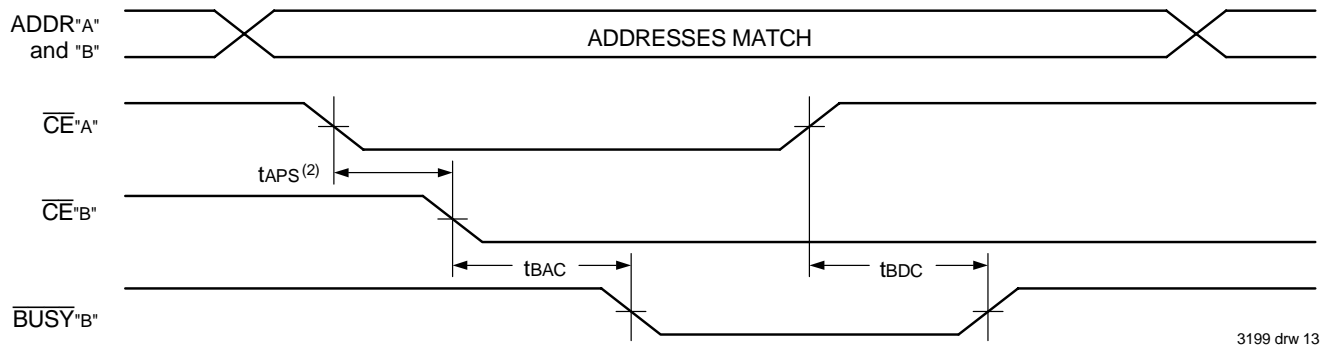 ADDR"A"
and "B"
ADDRESSES MATCH
CE"A"
tAPS(2)
CE"B"
tBAC
tBDC
BUSY"B"
3199 drw 13